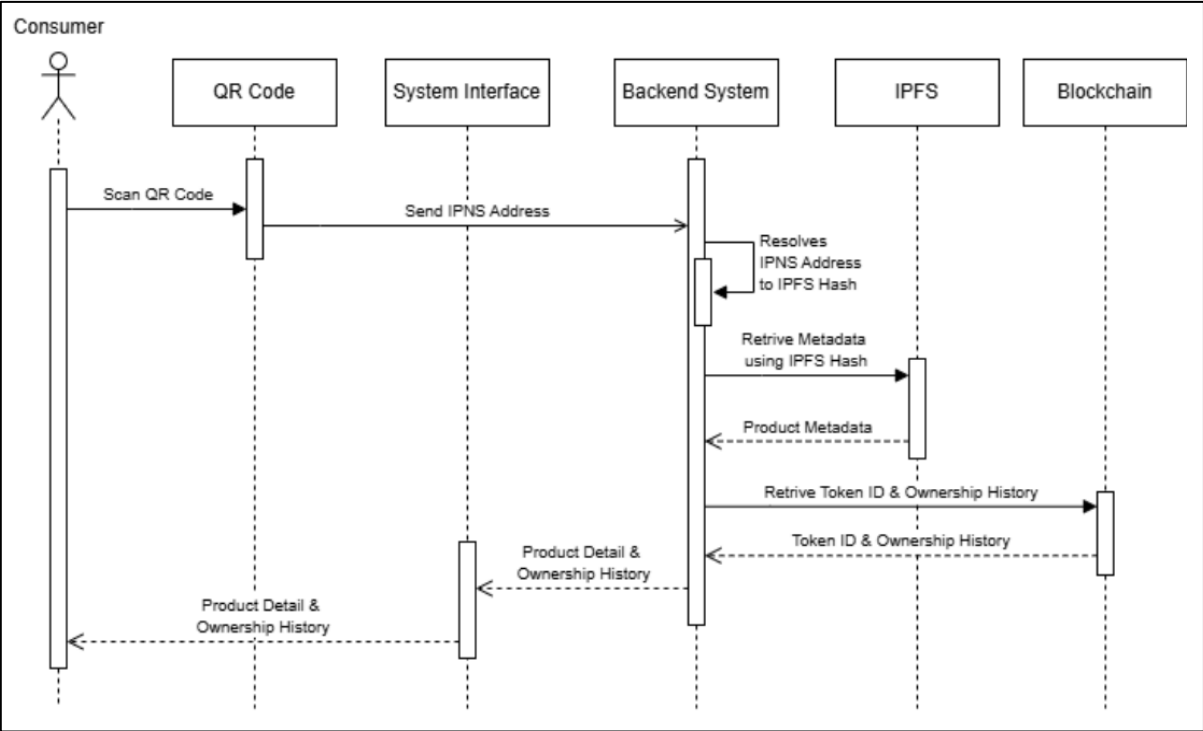 Consumer
QR Code
System Interface
Backend System
IPFS
Blockchain
Scan QR Code
Send IPNS Address
Resolves
IPNS Address
to IPFS Hash
Retrive Metadata
using IPFS Hash
Product Metadata
Retrive Token ID & Ownership History
Token ID & Ownership History
Product Detail &
Ownership History
Product Detail &
Ownership History